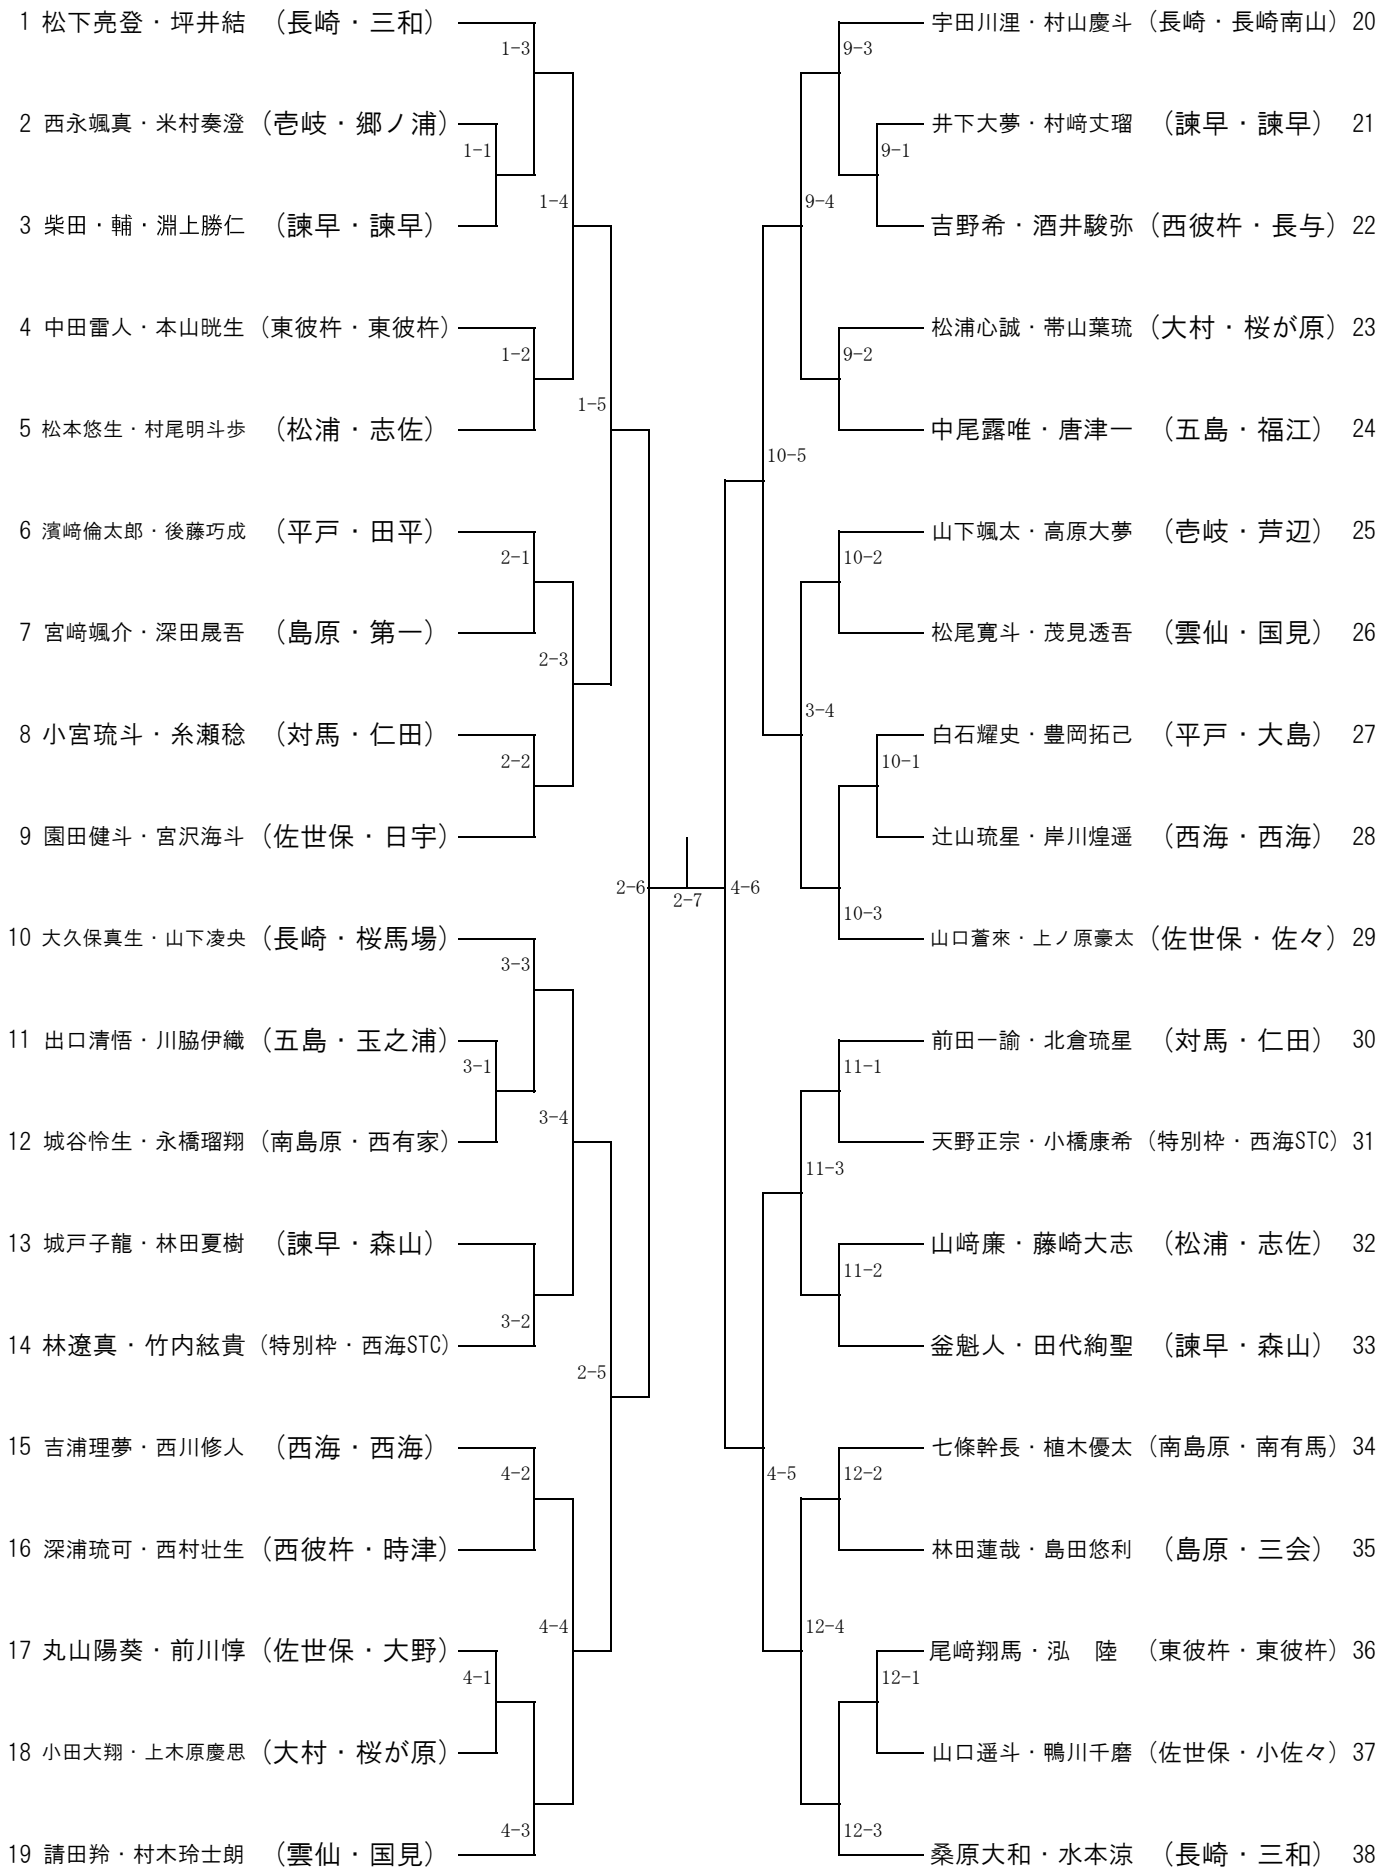 1 松下亮登・坪井結 （長崎・三和）
1-3
2 西永颯真・米村奏澄 （壱岐・郷ノ浦）
1-1
3 柴田・輔・淵上勝仁 （諫早・諫早）
1-4
4 中田雷人・本山晄生 （東彼杵・東彼杵）
1-2
5 松本悠生・村尾明斗歩 （松浦・志佐）
1-5
6 濱﨑倫太郎・後藤巧成 （平戸・田平）
2-1
7 宮﨑颯介・深田晟吾 （島原・第一）
2-3
8 小宮琉斗・糸瀬稔 （対馬・仁田）
2-2
9 園田健斗・宮沢海斗 （佐世保・日宇）
2-6
10 大久保真生・山下凌央 （長崎・桜馬場）
3-3
11 出口清悟・川脇伊織 （五島・玉之浦）
3-1
12 城谷怜生・永橋瑠翔 （南島原・西有家）
3-4
13 城戸子龍・林田夏樹 （諫早・森山）
3-2
14 林遼真・竹内絃貴 （特別枠・西海STC）
2-5
15 吉浦理夢・西川修人 （西海・西海）
4-2
16 深浦琉可・西村壮生 （西彼杵・時津）
4-4
17 丸山陽葵・前川惇 （佐世保・大野）
4-1
18 小田大翔・上木原慶思 （大村・桜が原）
4-3
19 請田羚・村木玲士朗 （雲仙・国見）
2-7
宇田川浬・村山慶斗 （長崎・長崎南山） 20
9-3
井下大夢・村﨑丈瑠 （諫早・諫早） 21
9-1
9-4
吉野希・酒井駿弥 （西彼杵・長与） 22
松浦心誠・帯山葉琉 （大村・桜が原） 23
9-2
中尾露唯・唐津一 （五島・福江） 24
10-5
山下颯太・高原大夢 （壱岐・芦辺） 25
10-2
松尾寛斗・茂見透吾 （雲仙・国見） 26
3-4
白石耀史・豊岡拓己 （平戸・大島） 27
10-1
辻山琉星・岸川煌遥 （西海・西海） 28
4-6
10-3
山口蒼來・上ノ原豪太 （佐世保・佐々） 29
前田一諭・北倉琉星 （対馬・仁田） 30
11-1
天野正宗・小橋康希 （特別枠・西海STC） 31
11-3
山﨑廉・藤崎大志 （松浦・志佐） 32
11-2
釜魁人・田代絢聖 （諫早・森山） 33
七條幹長・植木優太 （南島原・南有馬） 34
4-5
12-2
林田蓮哉・島田悠利 （島原・三会） 35
12-4
尾﨑翔馬・泓　陸 （東彼杵・東彼杵） 36
12-1
山口遥斗・鴨川千磨 （佐世保・小佐々） 37
12-3
桑原大和・水本涼 （長崎・三和） 38